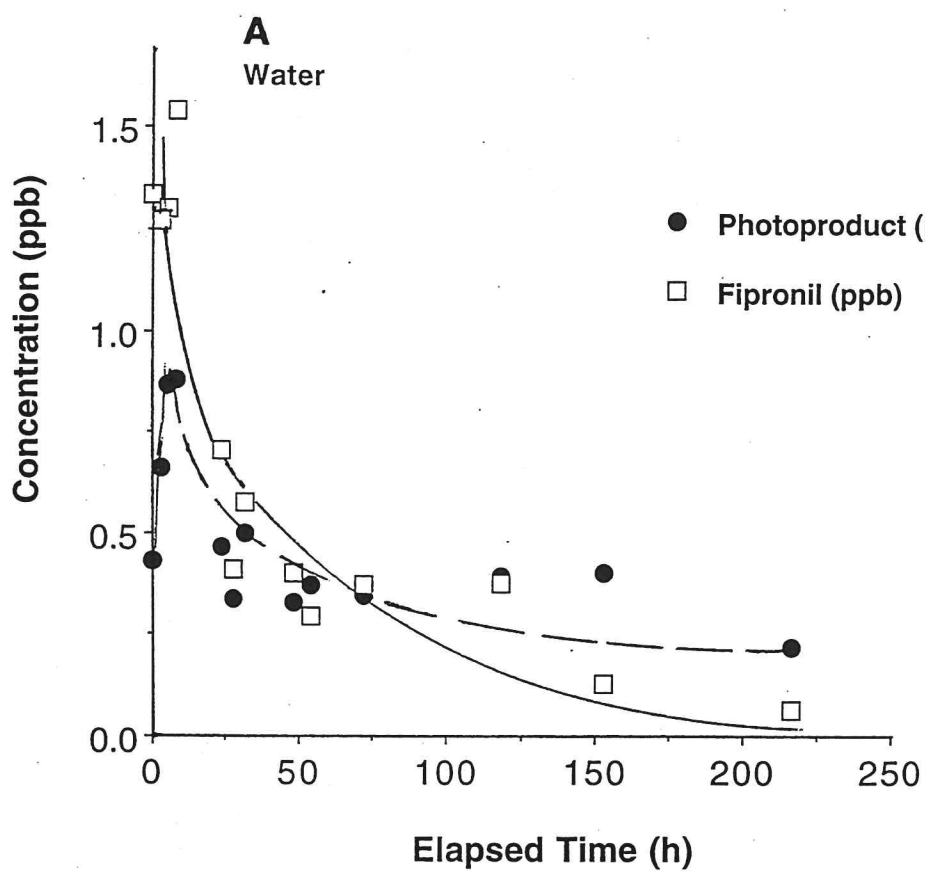 A
Water
1.5
1.0
0.5
0.0
Concentration (ppb)
Photoproduct (
Fipronil (ppb)
0 50 100 150 200 250
Elapsed Time (h)